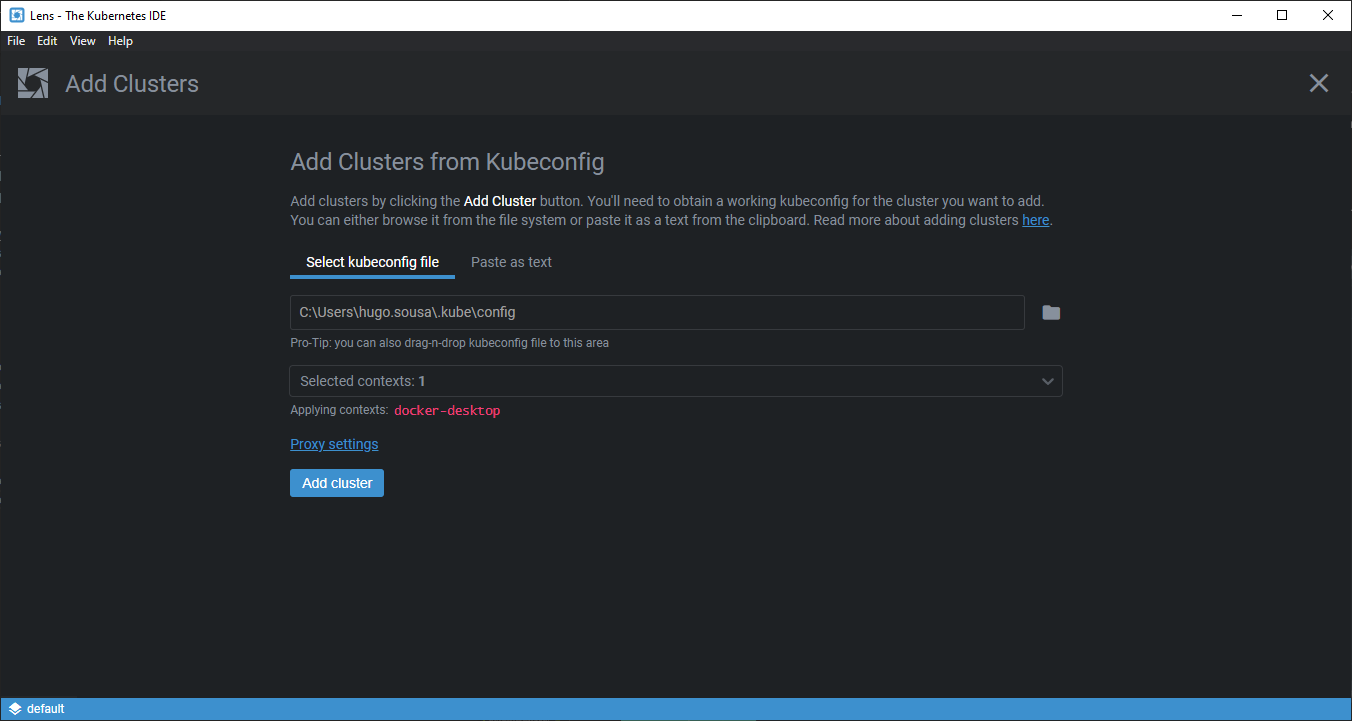 Lens - The Kubernetes IDE
File Edit View Help
Add Clusters
Add Clusters from Kubeconfig
Add clusters by clicking the Add Cluster button. You'll need to obtain a working kubeconfig for the cluster you want to add.
You can either browse it from the file system or paste it as a text from the clipboard. Read more about adding clusters here.
Select kubeconfig file Paste as text
C:\Users\hugo.sousa\.kube\config
Pro-Tip: you can also drag-n-drop kubeconfig file to this area
Selected contexts: 1
Applying contexts: docker-desktop
Proxy settings
Add cluster
default